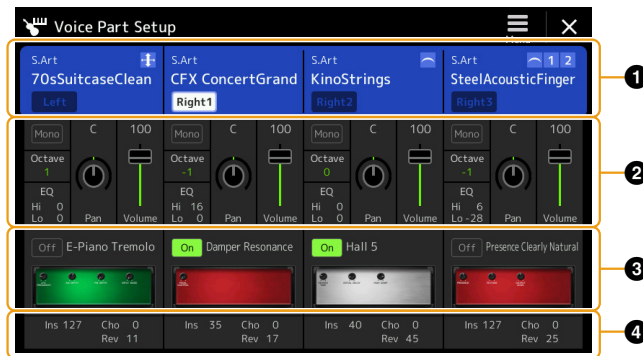 Voice Part Setup
Menu
S.Art S.Art S.Art S.Art 1 2
70sSuitcaseClean CFX ConcertGrand KinoStrings SteelAcousticFinger
Left Right1 Right2 Right3
1
Mono C 100 Mono C 100 Mono C 100 Mono C 100
Octave Octave Octave Octave
1 -1 0 -1
2
EQ EQ EQ EQ
Hi 0 Hi 16 Hi 0 Hi 6
Lo 0 Pan Volume Lo 0 Pan Volume Lo 0 Pan Volume Lo -28 Pan Volume
Off E-Piano Tremolo On Damper Resonance On Hall 5 Off Presence Clearly Natural
3
Ins 127 Cho 0 Ins 35 Cho 0 Ins 40 Cho 0 Ins 127 Cho 0
Rev 11 Rev 17 Rev 45 Rev 25
4